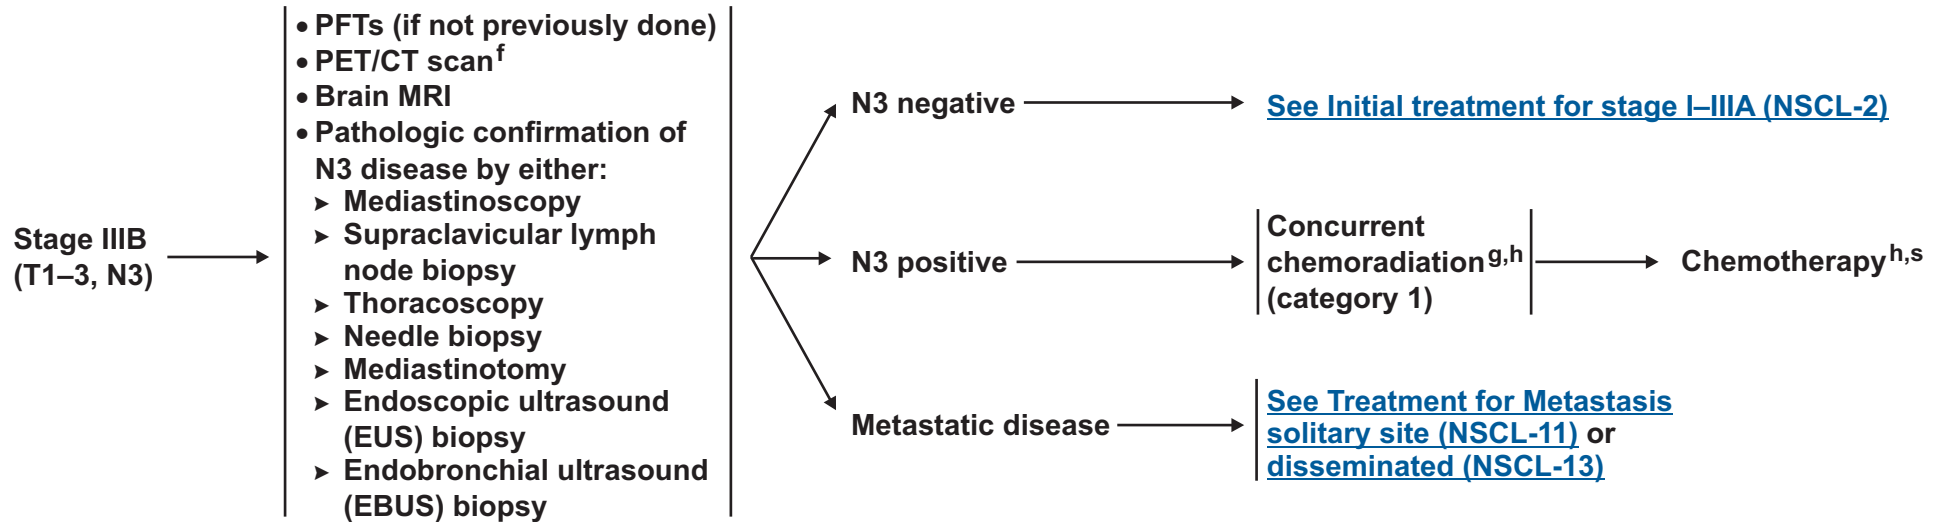 Stage IIIB
(T1–3, N3)
• PFTs (if not previously done)
• PET/CT scan f
• Brain MRI
• Pathologic confirmation of
N3 disease by either:
➤ Mediastinoscopy
➤ Supraclavicular lymph
node biopsy
➤ Thoracoscopy
➤ Needle biopsy
➤ Mediastinotomy
➤ Endoscopic ultrasound
(EUS) biopsy
➤ Endobronchial ultrasound
(EBUS) biopsy
N3 negative
See Initial treatment for stage I–IIIA (NSCL-2)
N3 positive
Concurrent
chemoradiation g,h
(category 1)
Chemotherapy h,s
Metastatic disease
See Treatment for Metastasis
solitary site (NSCL-11) or
disseminated (NSCL-13)